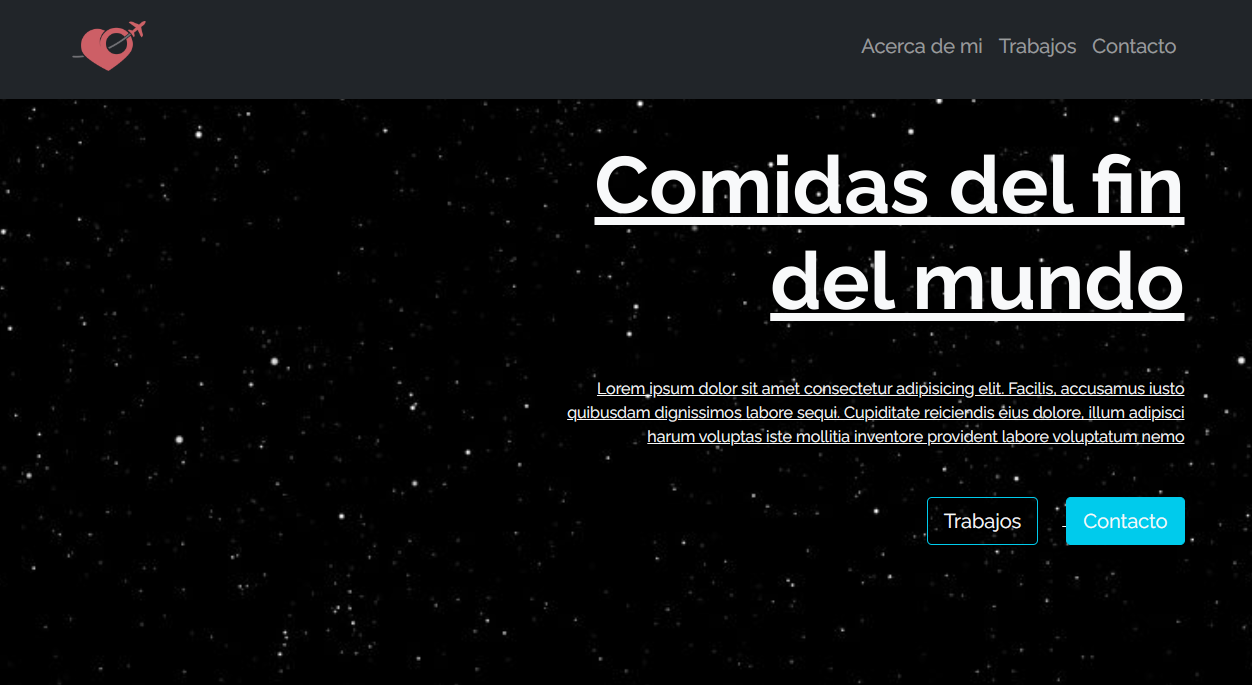 Acerca de mi Trabajos Contacto
Comidas del fin
del mundo
Lorem ipsum dolor sit amet consectetur adipisicing elit. Facilis, accusamus iusto
quibusdam dignissimos labore sequi. Cupiditate reiciendis eius dolore, illum adipisci
harum voluptas iste mollitia inventore provident labore voluptatum nemo
Trabajos Contacto